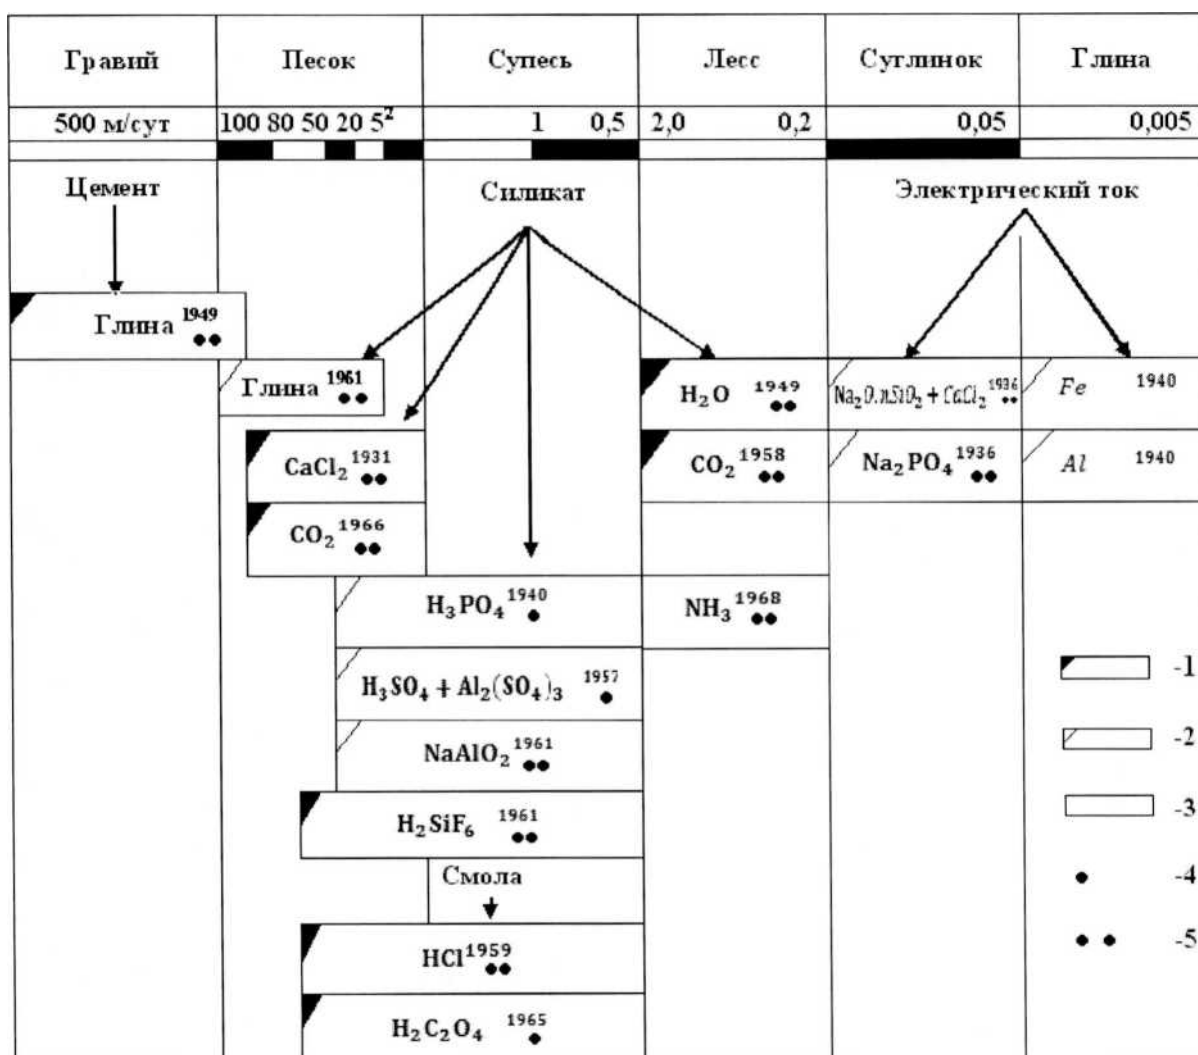 Гравий Песок Супесь Лесс Суглинок Глина
500 м/сут 100 80 50 20 5² 1 0,5 2,0 0,2 0,05 0,005
Цемент Силикат Электрический ток
Глина 1949
Глина 1961 H₂O 1949 Na₂O.nSiO₂ + CaCl₂ 1936 Fe 1940
CaCl₂ 1931 CO₂ 1958 Na₂PO₄ 1936 Al 1940
CO₂ 1966
H₃PO₄ 1940 NH₃ 1968
-1
H₃SO₄ + Al₂(SO₄)₃ 1957
NaAlO₂ 1961 -2
H₂SiF₆ 1961 -3
Смола -4
-5
HCl 1959
H₂C₂O₄ 1965